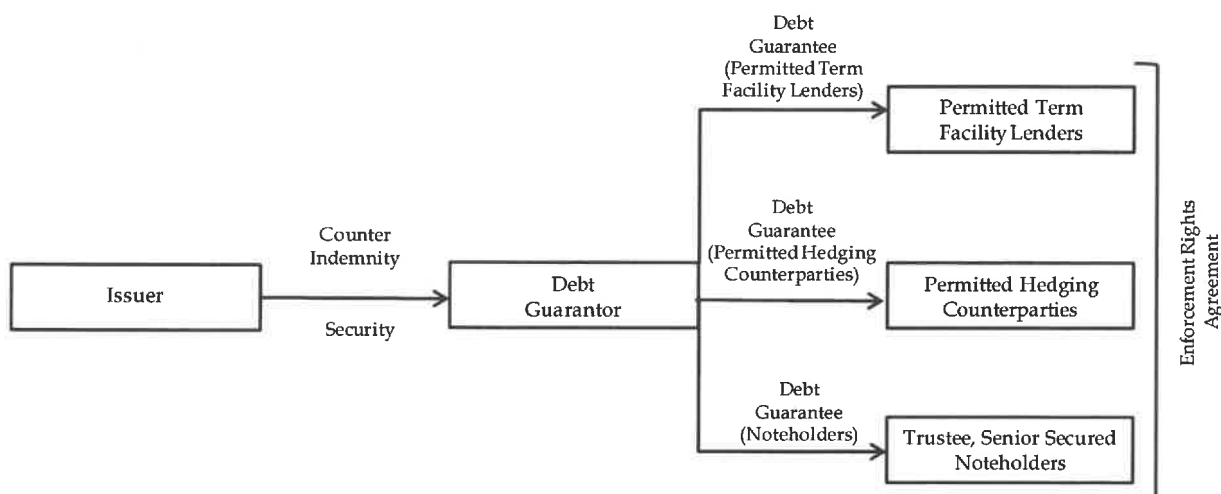 Debt
Guarantee
(Permitted Term
Facility Lenders)
Permitted Term
Facility Lenders
Counter
Indemnity
Issuer
Security
Debt
Guarantor
Debt
Guarantee
(Permitted Hedging
Counterparties)
Permitted Hedging
Counterparties
Debt
Guarantee
(Noteholders)
Trustee, Senior Secured
Noteholders
Enforcement Rights
Agreement